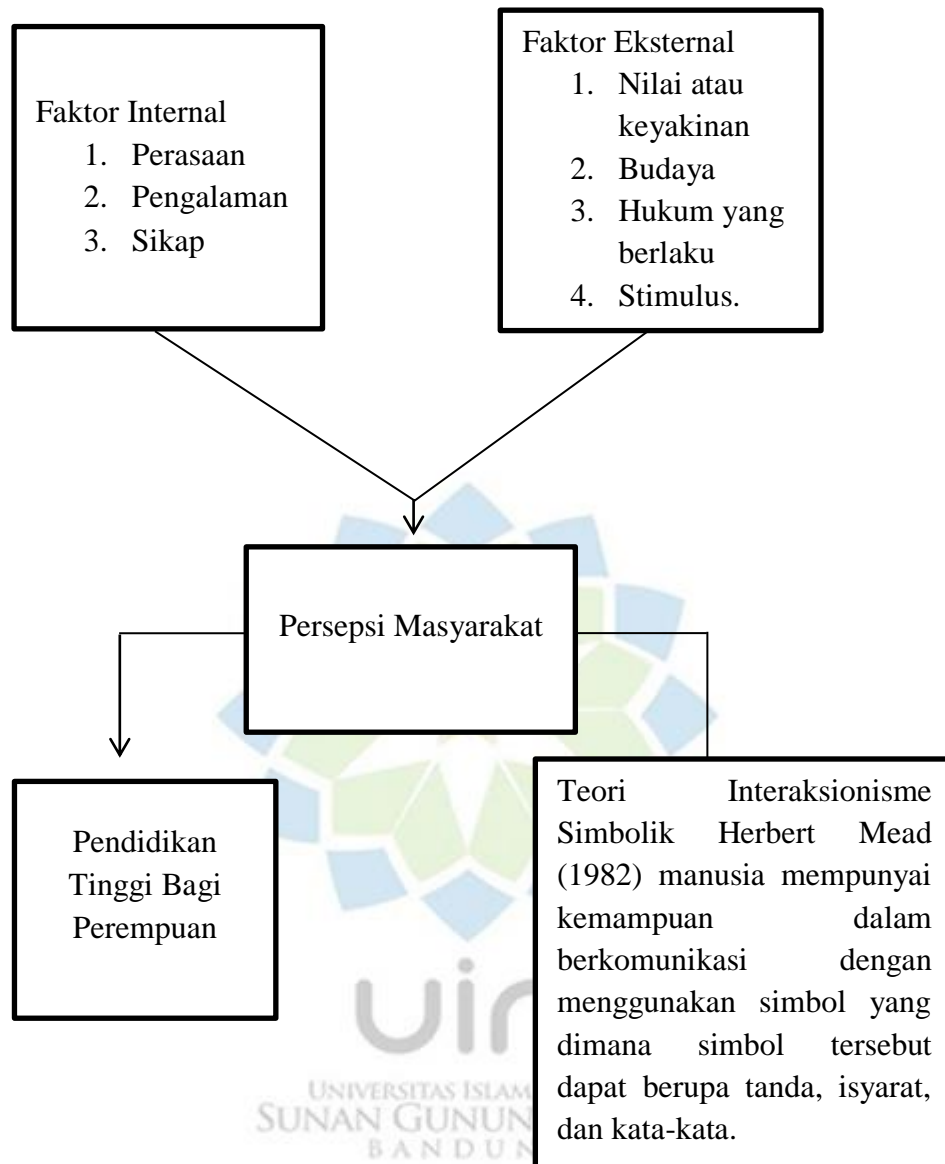 Faktor Internal
1. Perasaan
2. Pengalaman
3. Sikap
Faktor Eksternal
1. Nilai atau
keyakinan
2. Budaya
3. Hukum yang
berlaku
4. Stimulus.
Persepsi Masyarakat
Pendidikan
Tinggi Bagi
Perempuan
Teori Interaksionisme
Simbolik Herbert Mead
(1982) manusia mempunyai
kemampuan dalam
berkomunikasi dengan
menggunakan simbol yang
dimana simbol tersebut
dapat berupa tanda, isyarat,
dan kata-kata.
UNIVERSITAS ISLAM
SUNAN GUNUN
BANDUN